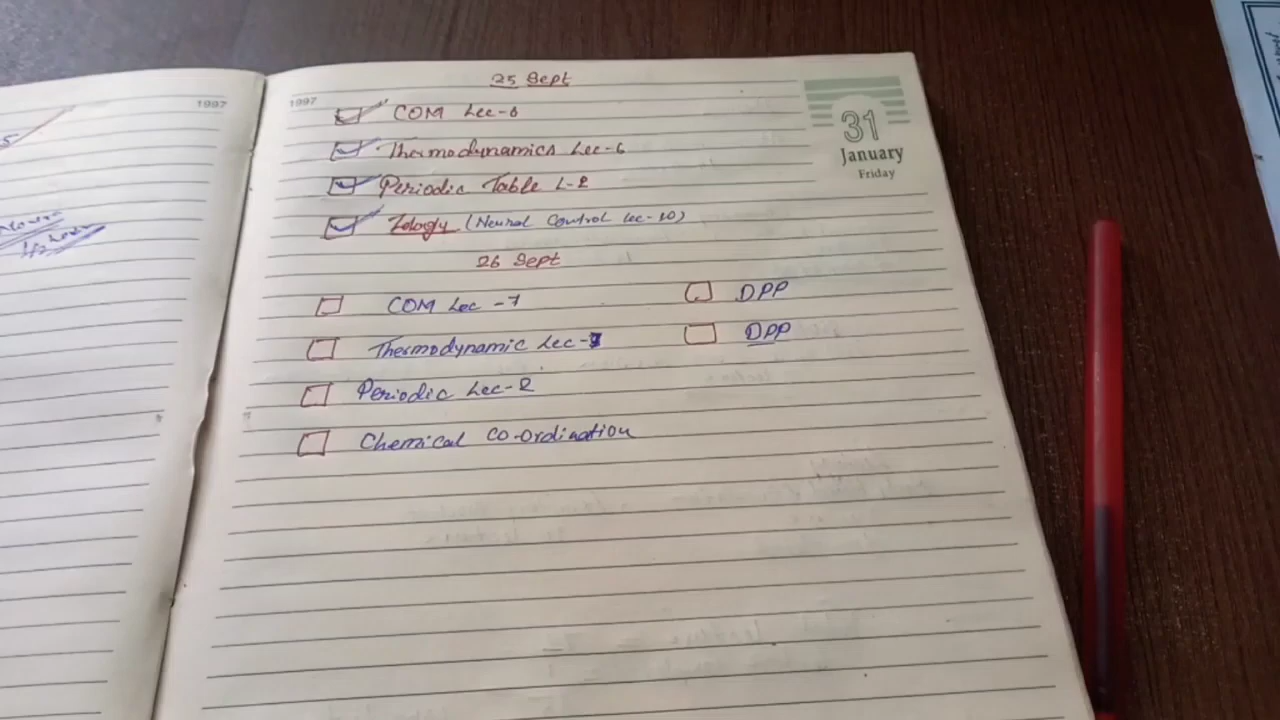 1997
1997
25 Sept
31
January
Friday
COM Lec-6
Thermodynamics Lec-6
Periodic Table L-2
Zology (Neural Control Lec-10)
26 Sept
COM Lec -7
DPP
Thermodynamic Lec-7
DPP
Periodic Lec-2
Chemical Co-ordination